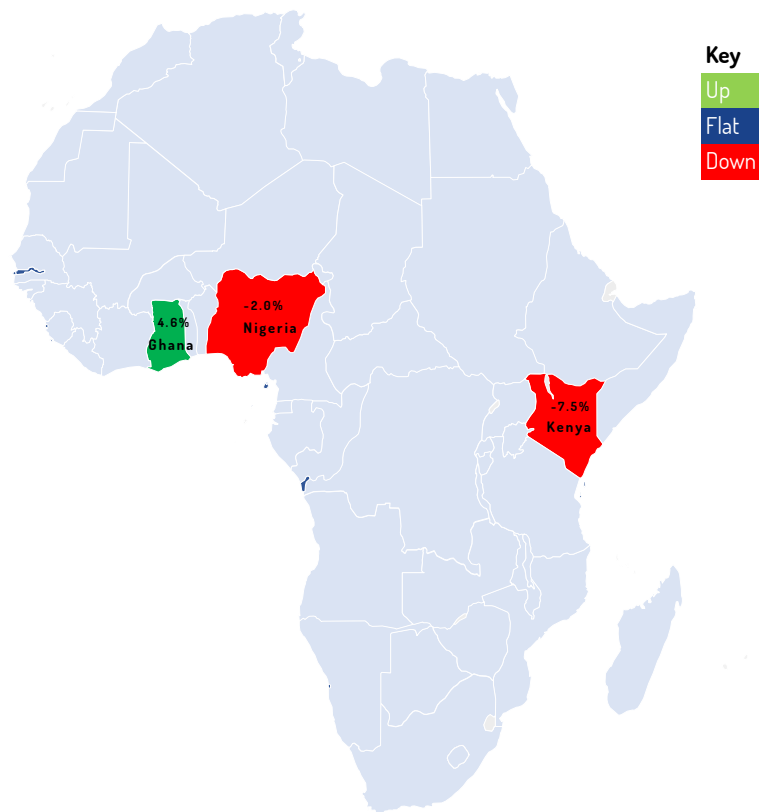 Key
Up
Flat
Down
-2.0%
Nigeria
4.6%
Ghana
-7.5%
Kenya